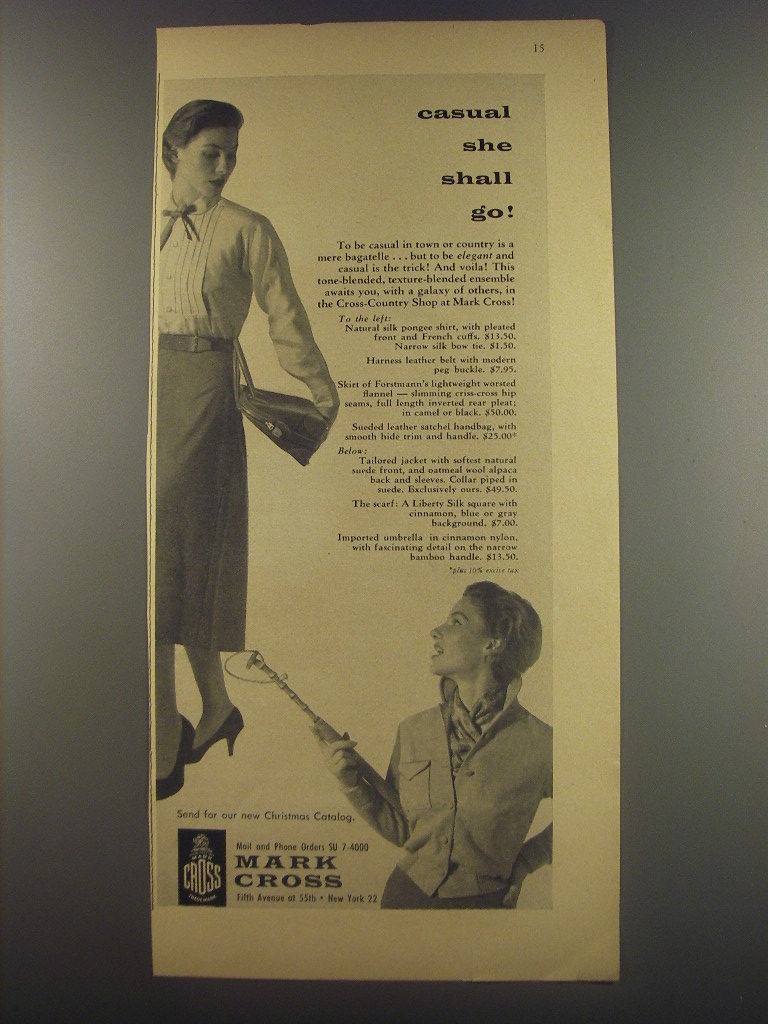 15
casual
she
shall
go!
To be casual in town or country is a
mere bagatelle . . . but to be elegant and
casual is the trick! And voila! This
tone-blended, texture-blended ensemble
awaits you, with a galaxy of others, in
the Cross-Country Shop at Mark Cross!
To the left:
Natural silk pongee shirt, with pleated
front and French cuffs. $13.50.
Narrow silk bow tie. $1.50.
Harness leather belt with modern
peg buckle. $7.95.
Skirt of Forstmann's lightweight worsted
flannel — slimming criss-cross hip
seams, full length inverted rear pleat;
in camel or black. $50.00.
Sueded leather satchel handbag, with
smooth hide trim and handle. $25.00*
Below:
Tailored jacket with softest natural
suede front, and oatmeal wool alpaca
back and sleeves. Collar piped in
suede. Exclusively ours. $49.50.
The scarf: A Liberty Silk square with
cinnamon, blue or gray
background. $7.00.
Imported umbrella in cinnamon nylon,
with fascinating detail on the narrow
bamboo handle. $13.50.
*plus 10% excise tax
Send for our new Christmas Catalog.
Mail and Phone Orders SU 7-4000
MARK
CROSS
Fifth Avenue at 55th • New York 22
MARK
CROSS
TRADEMARK